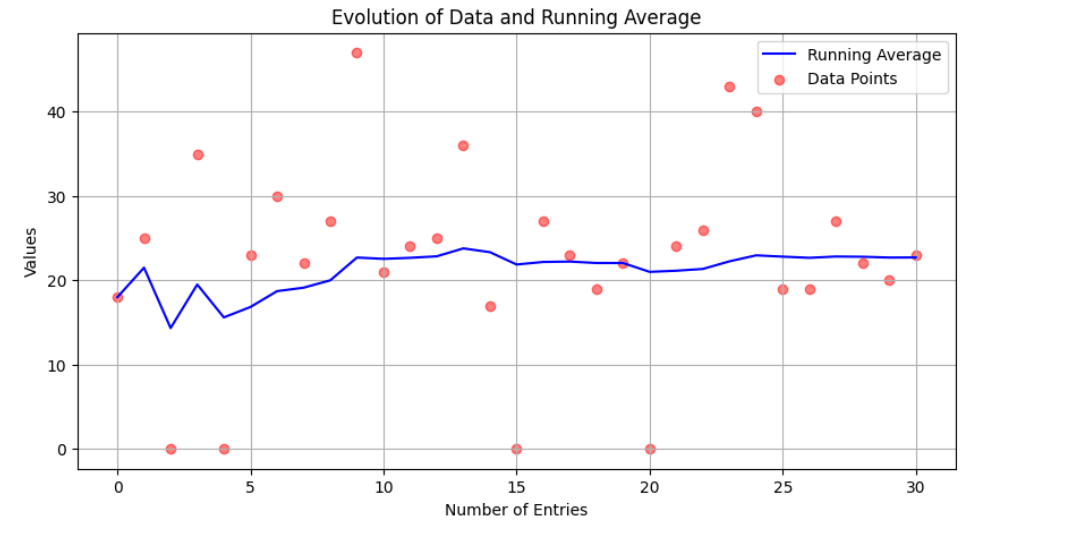 Evolution of Data and Running Average
Running Average
Data Points
40
30
20
10
0
Values
0 5 10 15 20 25 30
Number of Entries